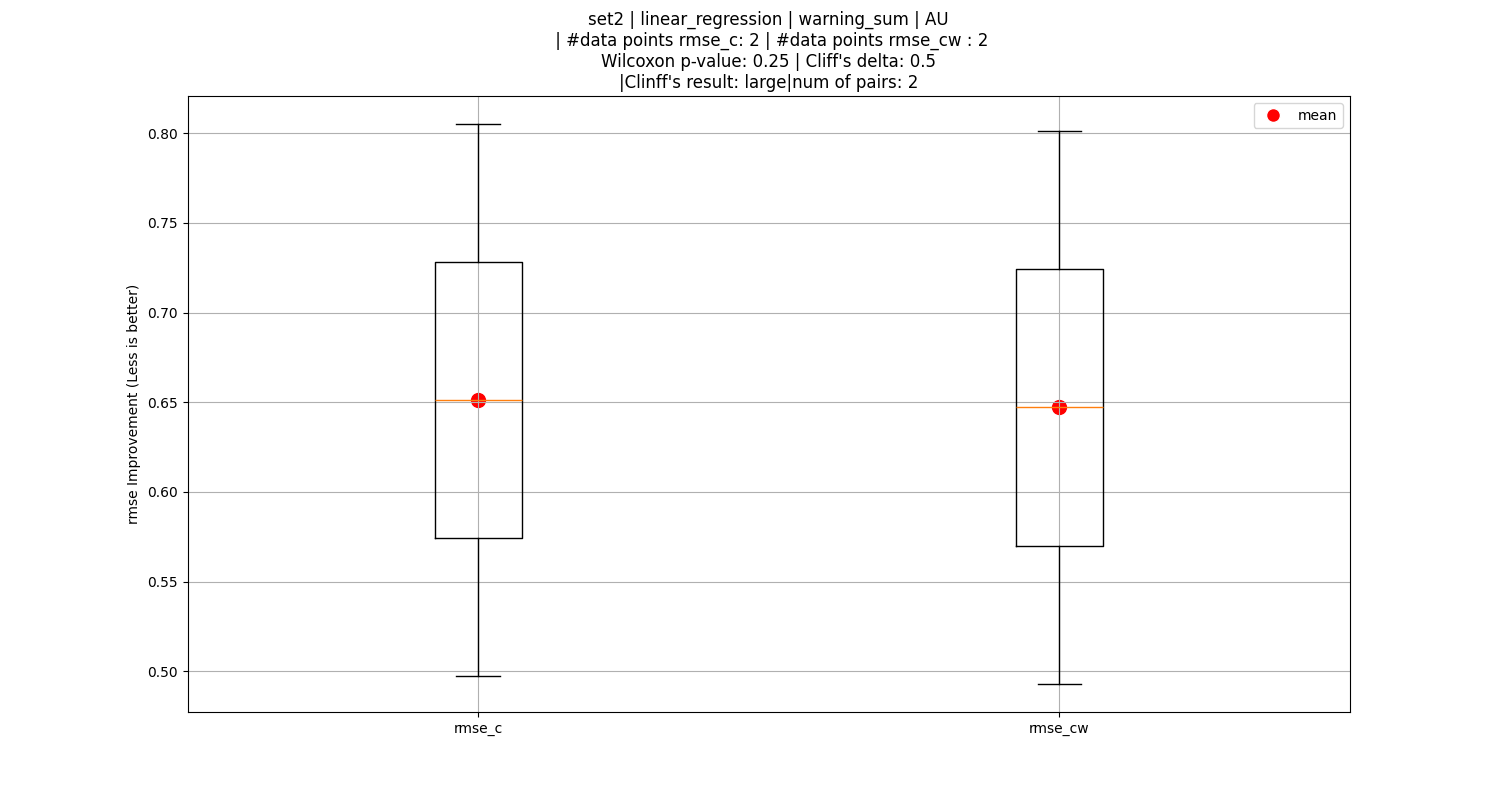 set2 | linear_regression | warning_sum | AU
| #data points rmse_c: 2 | #data points rmse_cw : 2
Wilcoxon p-value: 0.25 | Cliff's delta: 0.5
|Clinff's result: large|num of pairs: 2
mean
rmse Improvement (Less is better)
0.80
0.75
0.70
0.65
0.60
0.55
0.50
rmse_c
rmse_cw